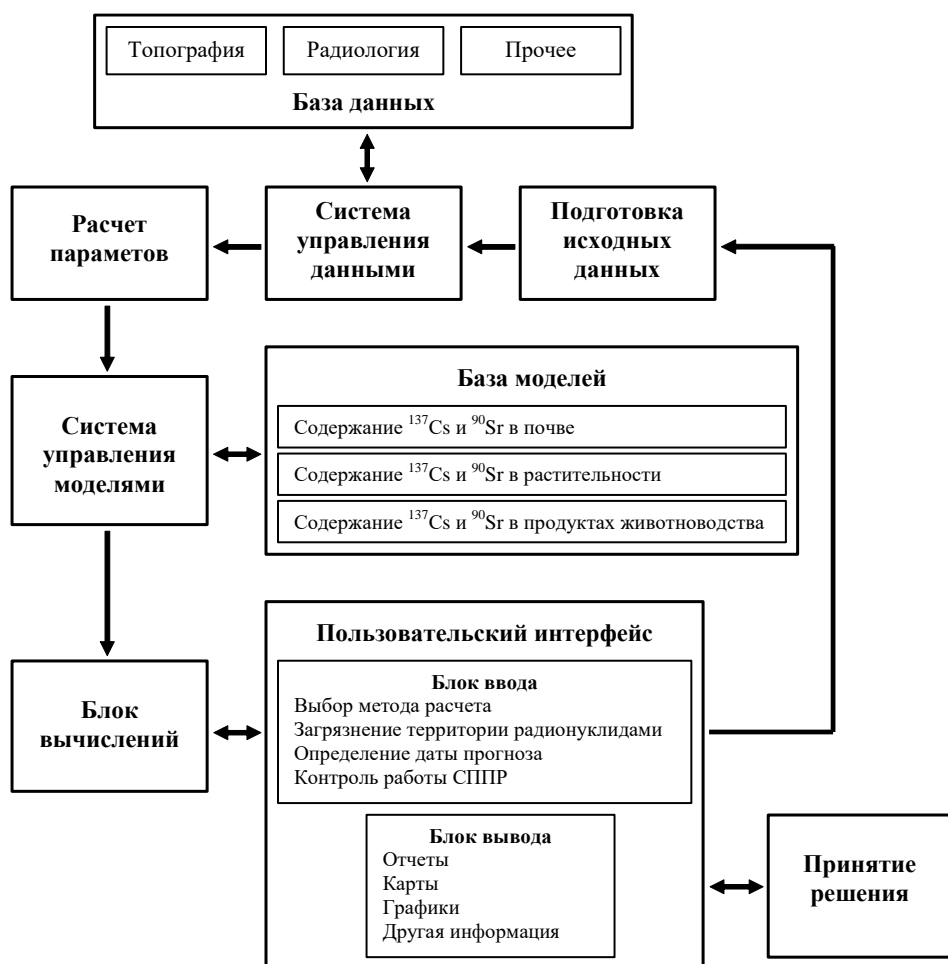 Топография
Радиология
Прочее
База данных
Расчет
параметов
Система
управления
данными
Подготовка
исходных
данных
Система
управления
моделями
База моделей
Содержание ¹³⁷Cs и ⁹⁰Sr в почве
Содержание ¹³⁷Cs и ⁹⁰Sr в растительности
Содержание ¹³⁷Cs и ⁹⁰Sr в продуктах животноводства
Блок
вычислений
Пользовательский интерфейс
Блок ввода
Выбор метода расчета
Загрязнение территории радионуклидами
Определение даты прогноза
Контроль работы СППР
Блок вывода
Отчеты
Карты
Графики
Другая информация
Принятие
решения